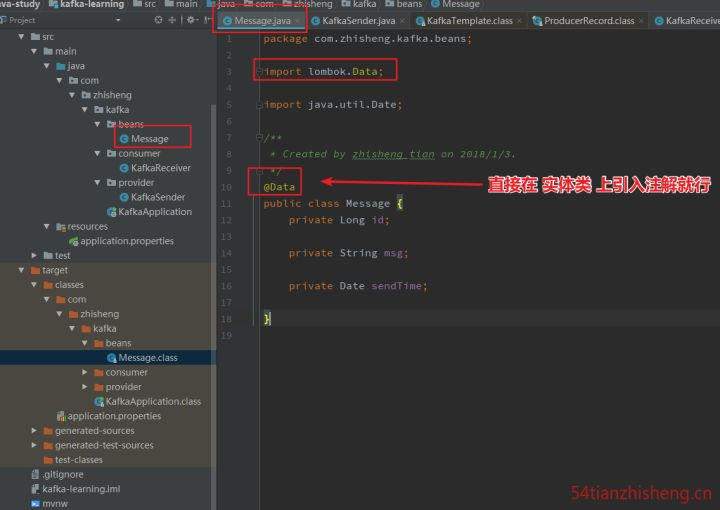 ava-study
kafka-learning
main
java
com
zhisheng
kafka
beans
Message
Project
Message.java
KafkaSender.java
KafkaTemplate.class
ProducerRecord.class
KafkaReceive
src
main
java
com
zhisheng
kafka
beans
Message
consumer
KafkaReceiver
provider
KafkaSender
KafkaApplication
resources
application.properties
test
target
classes
com
zhisheng
kafka
beans
Message.class
consumer
provider
KafkaApplication.class
application.properties
generated-sources
generated-test-sources
test-classes
.gitignore
kafka-learning.iml
mvnw
1 package com.zhisheng.kafka.beans;
2
3 import lombok.Data;
4
5 import java.util.Date;
6
7 /**
8 * Created by zhisheng_tian on 2018/1/3.
9 */
10 @Data
直接在 实体类 上引入注解就行
11 public class Message {
12 private Long id;
13
14 private String msg;
15
16 private Date sendTime;
17
18 }
19
54tianzhisheng.cn